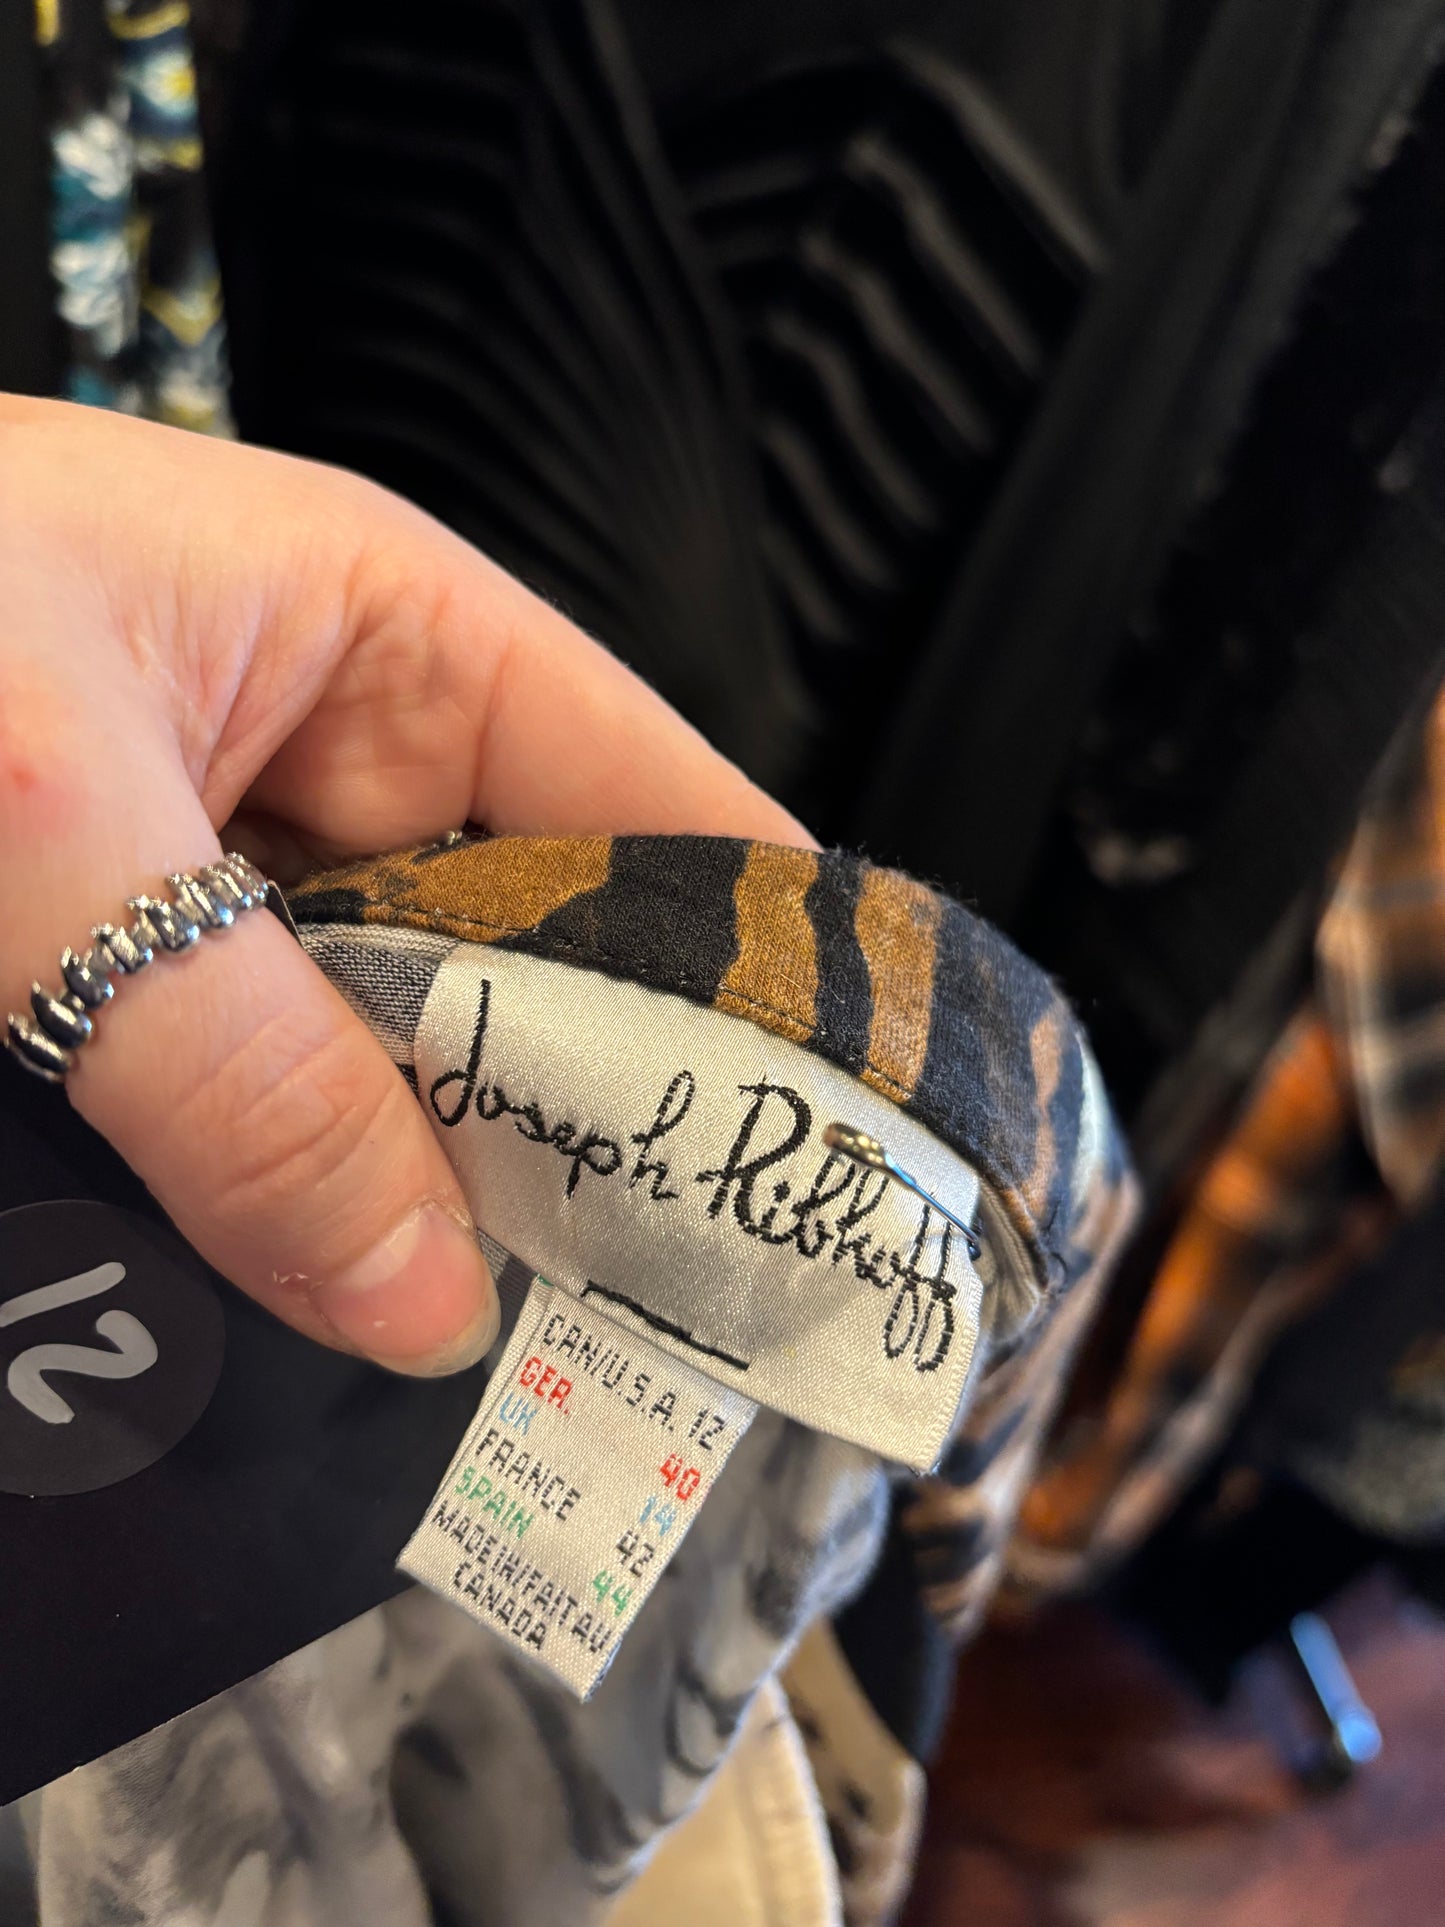 Joseph Ribkoff
CAN/U.S.A. 12
GER. 40
UK 14
FRANCE 42
SPAIN 44
MADE IN/FAIT AU
CANADA
12